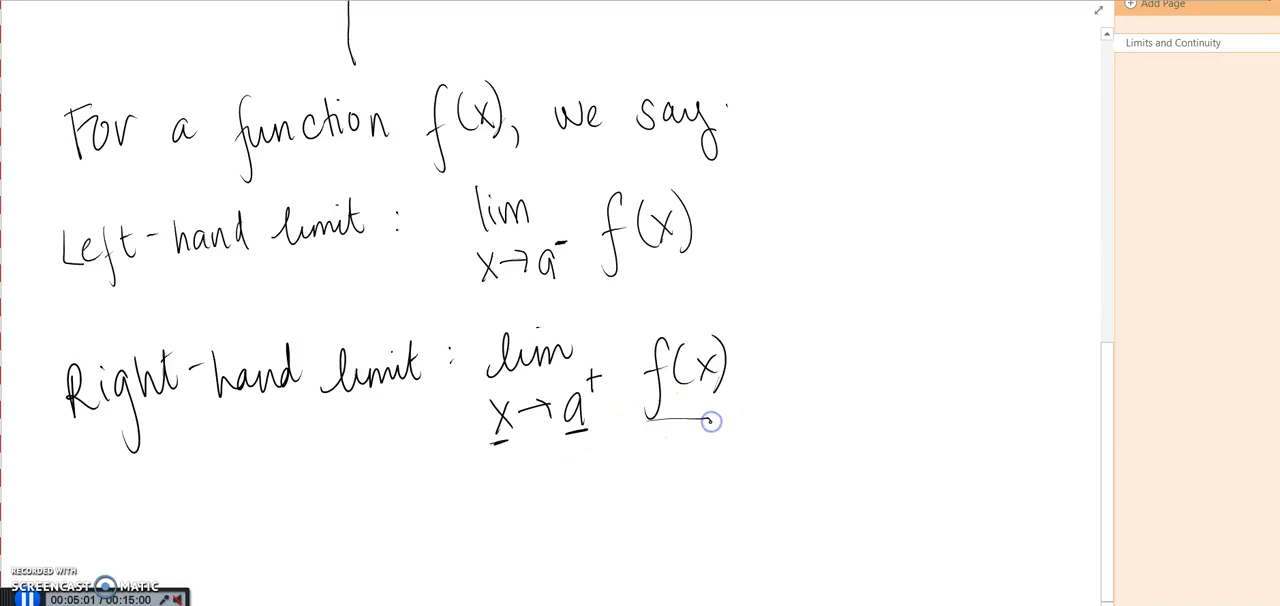 Add Page
Limits and Continuity
For a function f(x), we say:
Left-hand limit : lim f(x)
x→a⁻
Right-hand limit : lim f(x)
x→a⁺
RECORDED WITH
SCREENCAST MATIC
00:05:01 / 00:15:00